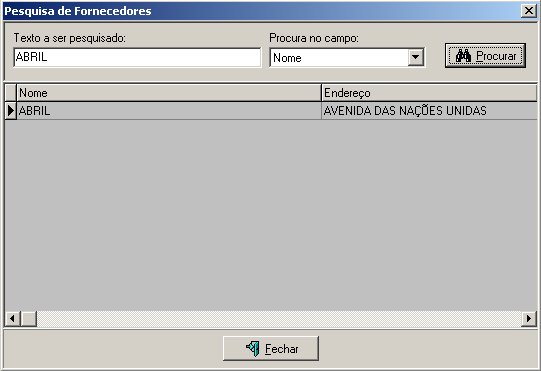 Pesquisa de Fornecedores
Texto a ser pesquisado:
Procura no campo:
ABRIL
Nome
Procurar
Nome
Endereço
ABRIL
AVENIDA DAS NAÇÕES UNIDAS
Fechar